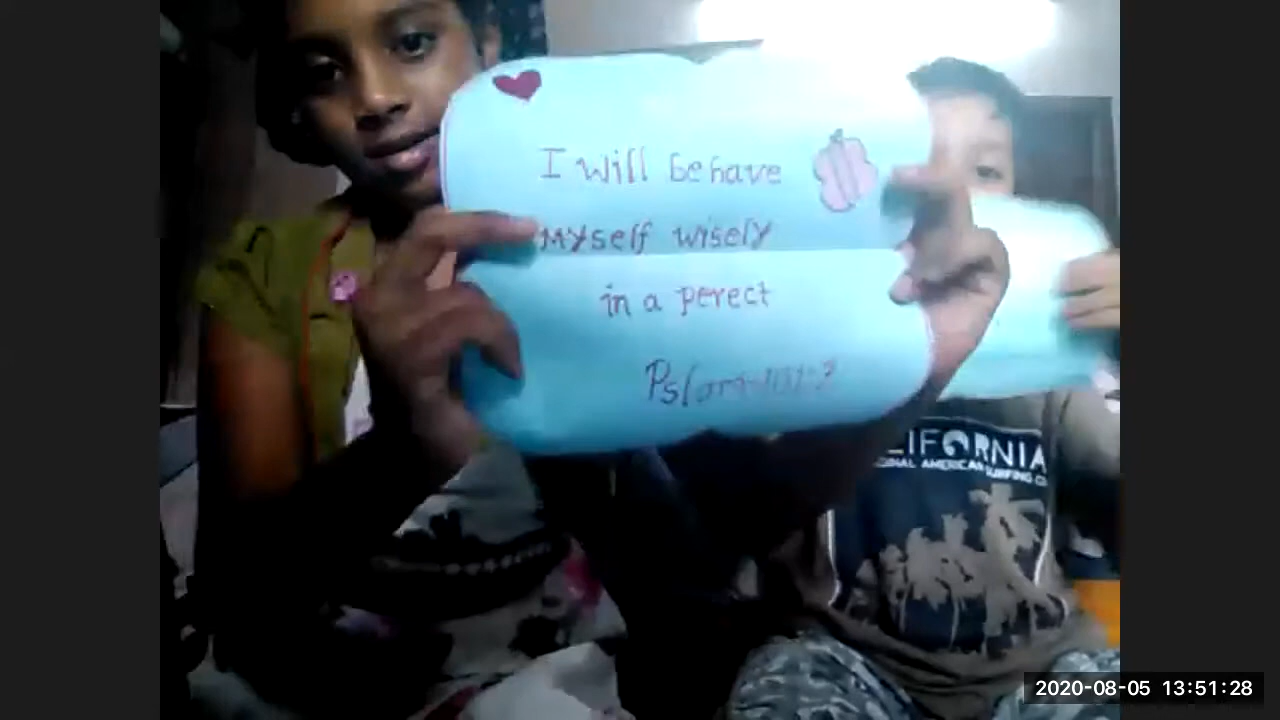 I will behave
myself wisely
in a perect
CALIFORNIA
2020-08-05 13:51:28